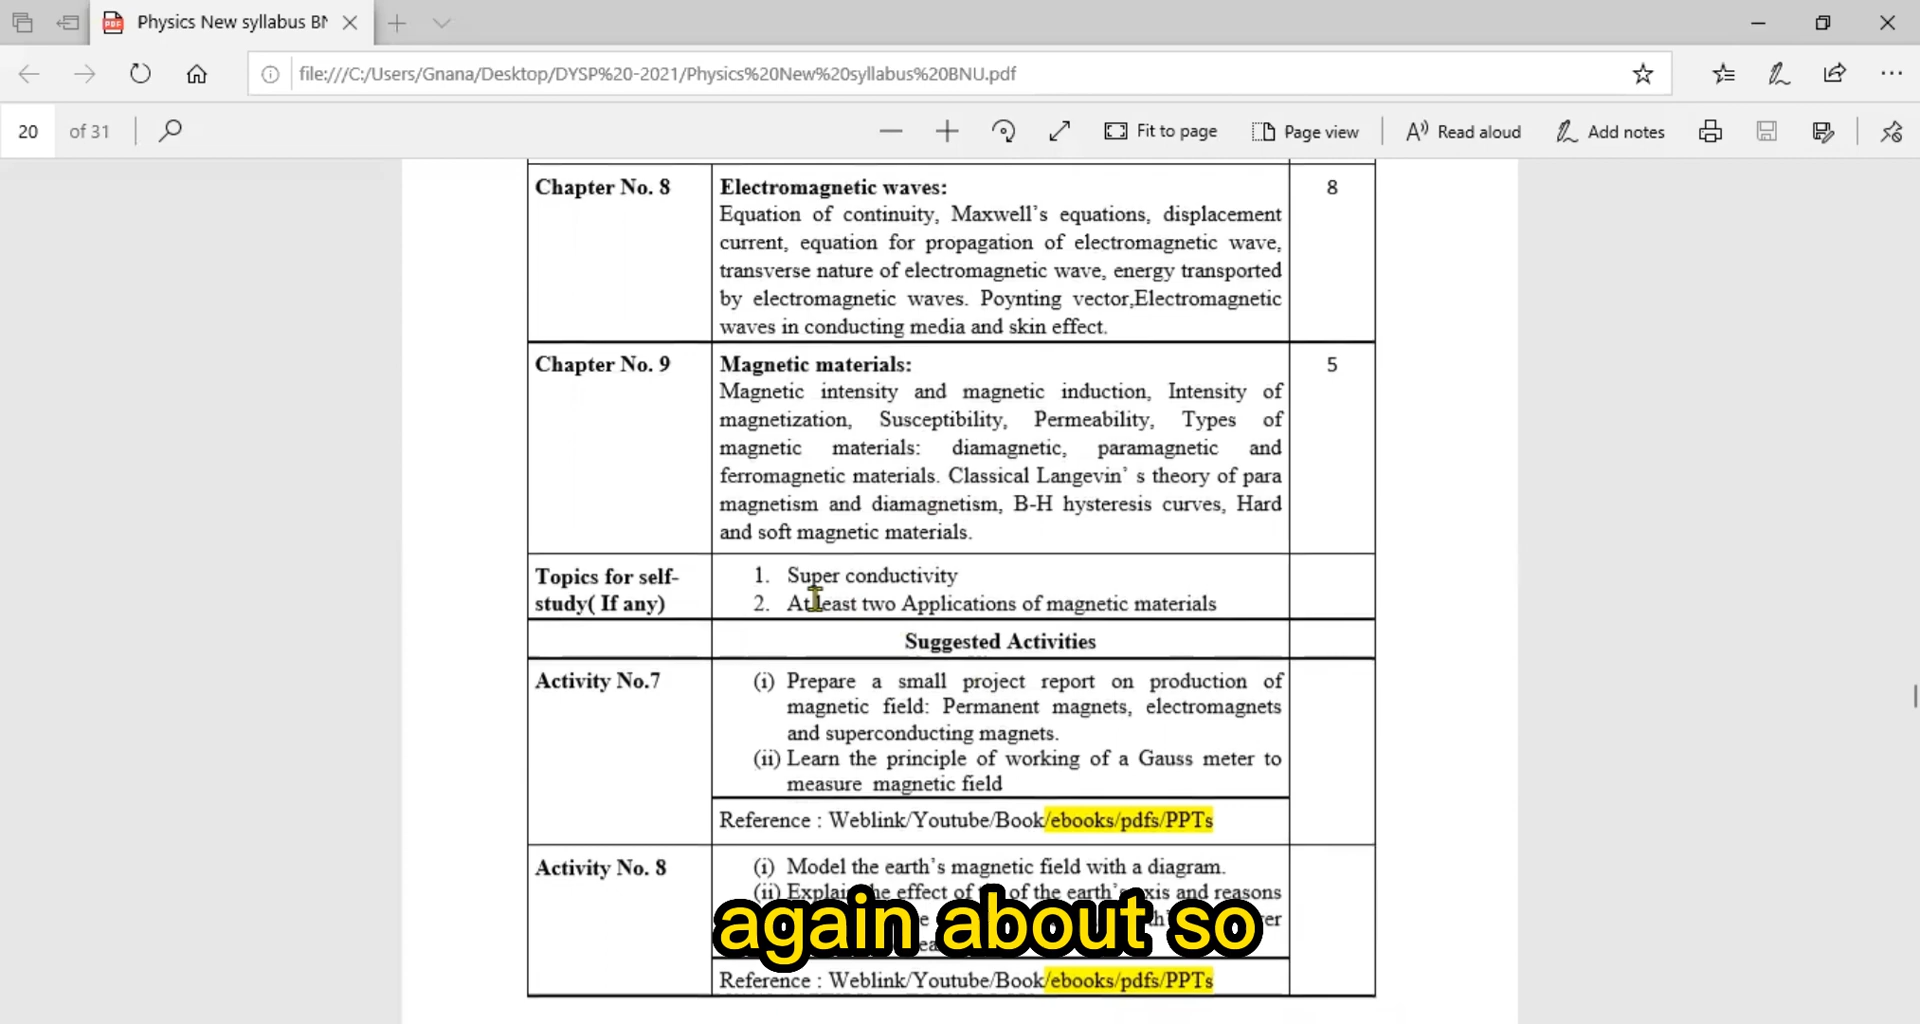 Physics New syllabus BN
file:///C:/Users/Gnana/Desktop/DYSP%20-2021/Physics%20New%20syllabus%20BNU.pdf
20 of 31
Fit to page
Page view
Read aloud
Add notes
Chapter No. 8
Electromagnetic waves:
8
Equation of continuity, Maxwell's equations, displacement
current, equation for propagation of electromagnetic wave,
transverse nature of electromagnetic wave, energy transported
by electromagnetic waves. Poynting vector,Electromagnetic
waves in conducting media and skin effect.
Chapter No. 9
Magnetic materials:
5
Magnetic intensity and magnetic induction, Intensity of
magnetization, Susceptibility, Permeability, Types of
magnetic materials: diamagnetic, paramagnetic and
ferromagnetic materials. Classical Langevin' s theory of para
magnetism and diamagnetism, B-H hysteresis curves, Hard
and soft magnetic materials.
Topics for self-
study( If any)
1. Super conductivity
2. At least two Applications of magnetic materials
Suggested Activities
Activity No.7
(i) Prepare a small project report on production of
magnetic field: Permanent magnets, electromagnets
and superconducting magnets.
(ii) Learn the principle of working of a Gauss meter to
measure magnetic field
Reference : Weblink/Youtube/Book/ebooks/pdfs/PPTs
Activity No. 8
(i) Model the earth's magnetic field with a diagram.
(ii) Explain the effect of of the earth's axis and reasons
again about so
Reference : Weblink/Youtube/Book/ebooks/pdfs/PPTs